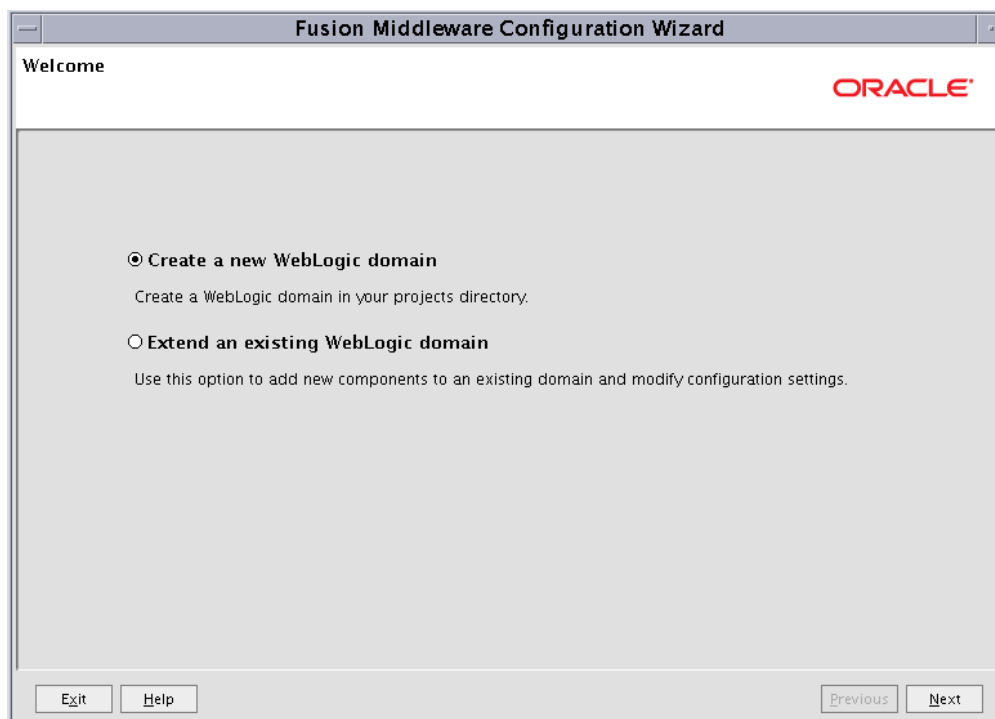 Fusion Middleware Configuration Wizard
Welcome
ORACLE
Create a new WebLogic domain
Create a WebLogic domain in your projects directory.
Extend an existing WebLogic domain
Use this option to add new components to an existing domain and modify configuration settings.
Exit Help Previous Next